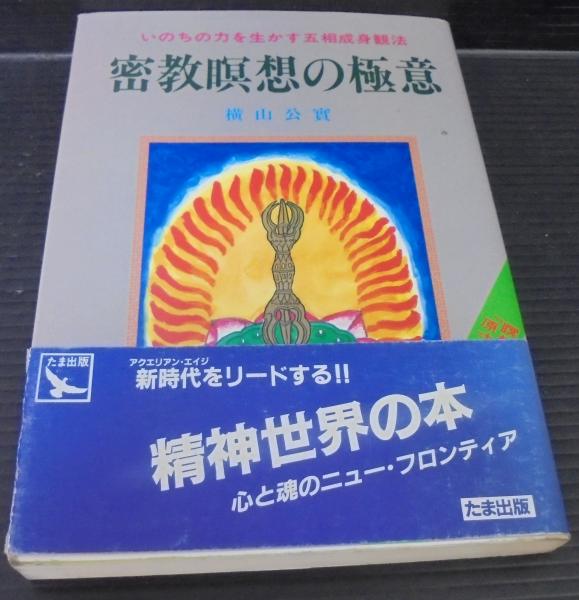 いのちの力を生かす五相成身観法
密教瞑想の極意
横山公實
たま出版
アクエリアン・エイジ
新時代をリードする!!
精神世界の本
心と魂のニュー・フロンティア
たま出版